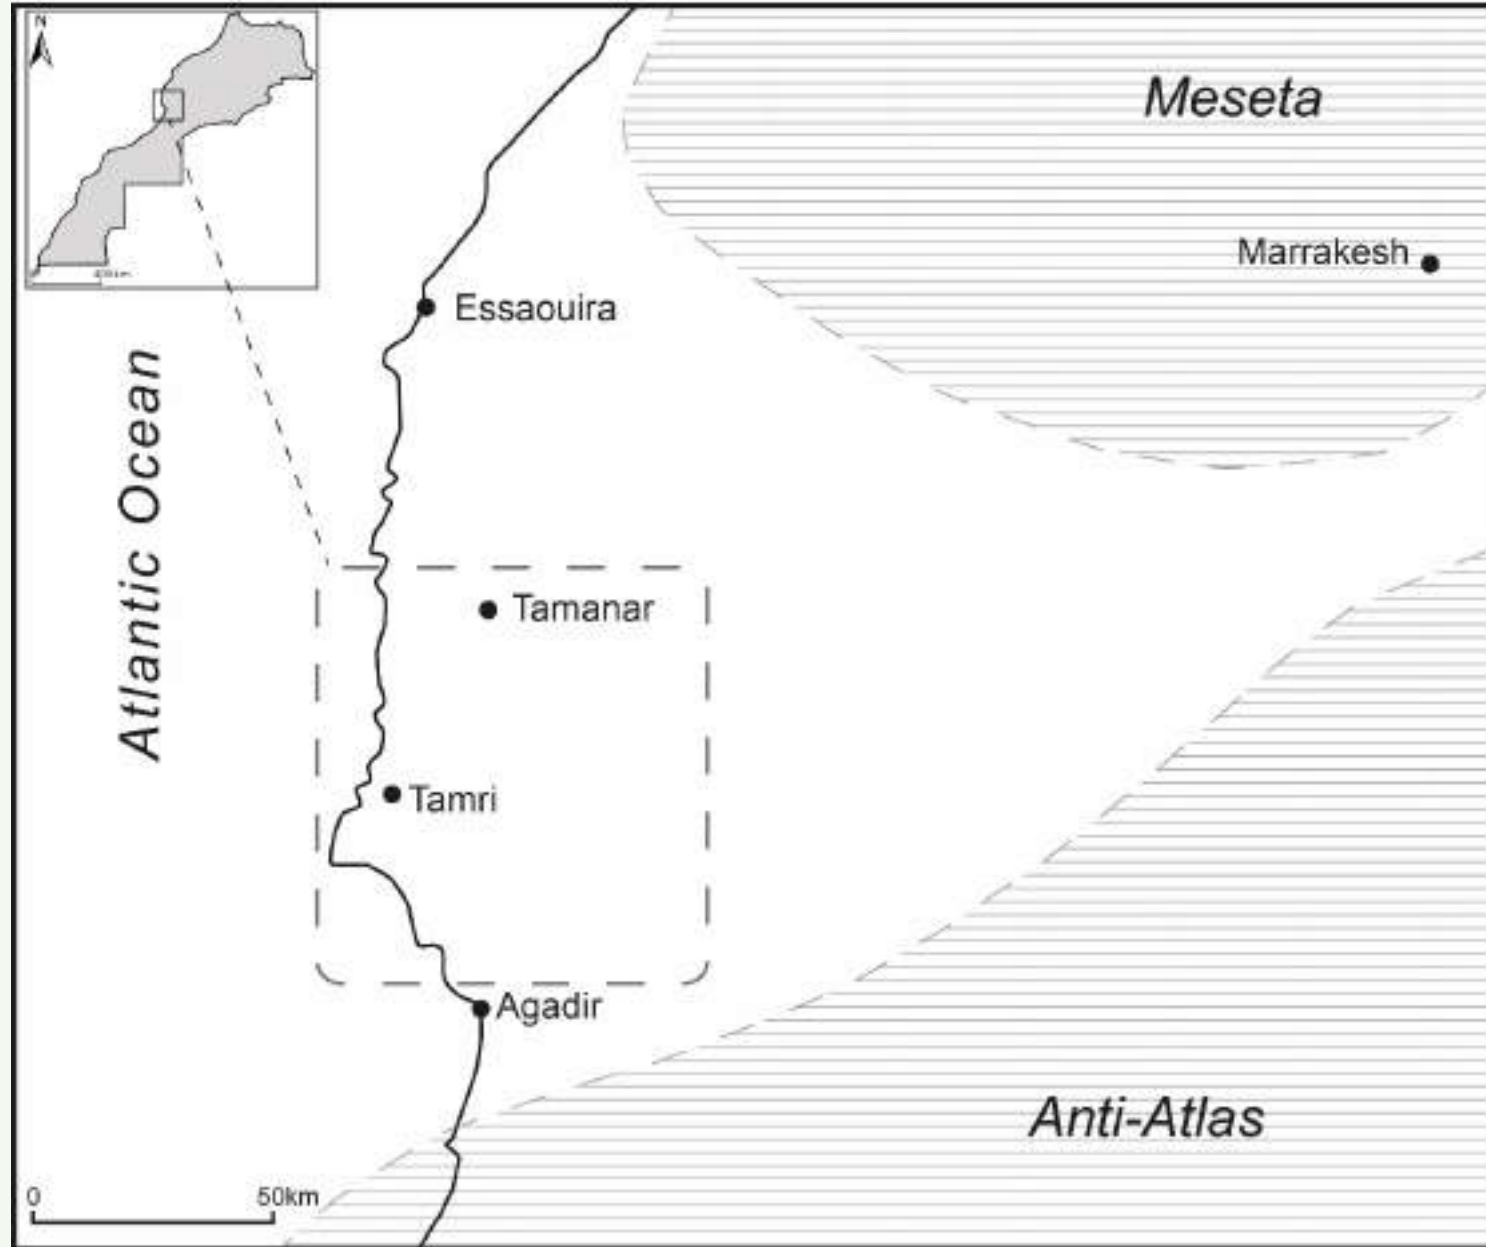 N
Meseta
Marrakesh
Essaouira
Atlantic Ocean
Tamanar
Tamri
Agadir
Anti-Atlas
0 50km